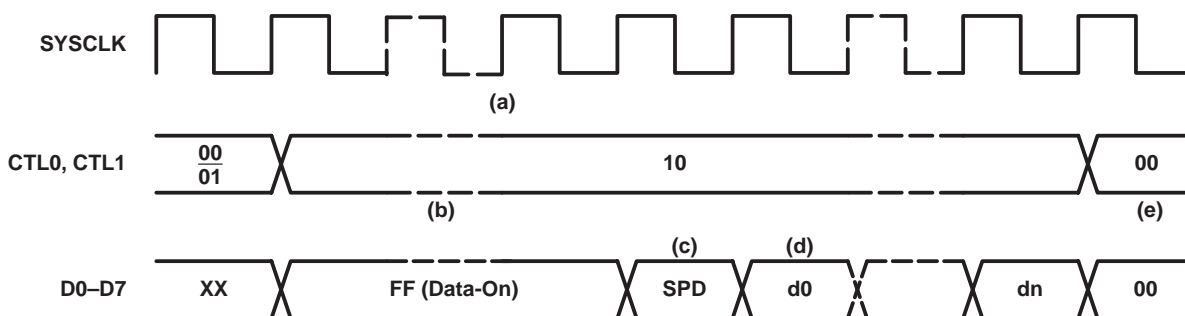 SYSCLK
(a)
CTL0, CTL1
00
01
10
00
(b)
(e)
(c)
(d)
D0–D7
XX
FF (Data-On)
SPD
d0
dn
00